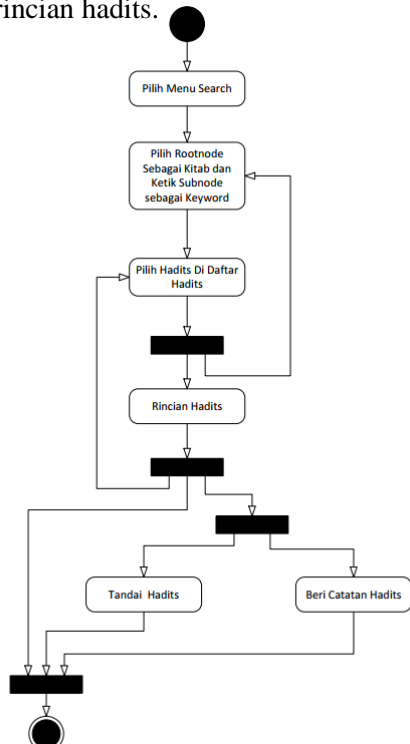 rincian hadits.
Pilih Menu Search
Pilih Rootnode
Sebagai Kitab dan
Ketik Subnode
sebagai Keyword
Pilih Hadits Di Daftar
Hadits
Rincian Hadits
Tandai Hadits
Beri Catatan Hadits